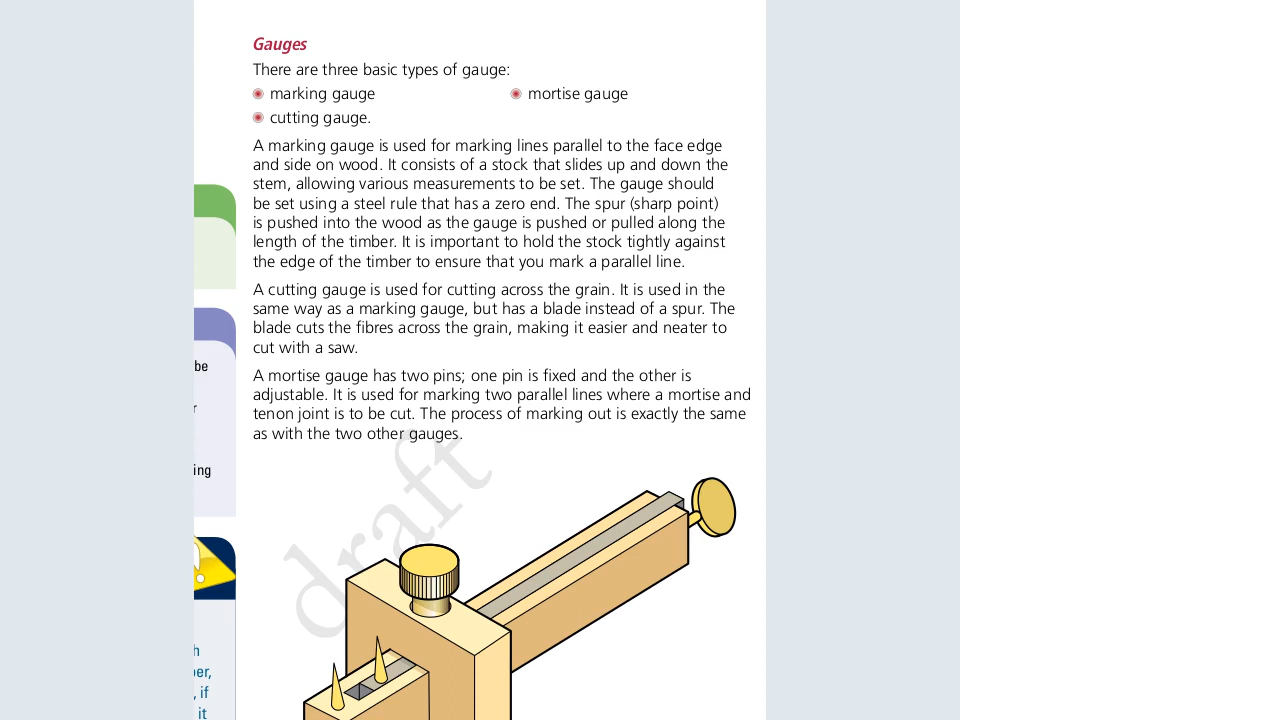 Gauges
There are three basic types of gauge:
marking gauge
mortise gauge
cutting gauge.
A marking gauge is used for marking lines parallel to the face edge
and side on wood. It consists of a stock that slides up and down the
stem, allowing various measurements to be set. The gauge should
be set using a steel rule that has a zero end. The spur (sharp point)
is pushed into the wood as the gauge is pushed or pulled along the
length of the timber. It is important to hold the stock tightly against
the edge of the timber to ensure that you mark a parallel line.
A cutting gauge is used for cutting across the grain. It is used in the
same way as a marking gauge, but has a blade instead of a spur. The
blade cuts the fibres across the grain, making it easier and neater to
cut with a saw.
A mortise gauge has two pins; one pin is fixed and the other is
adjustable. It is used for marking two parallel lines where a mortise and
tenon joint is to be cut. The process of marking out is exactly the same
as with the two other gauges.
draft
be
r
ing
h
per,
, if
it